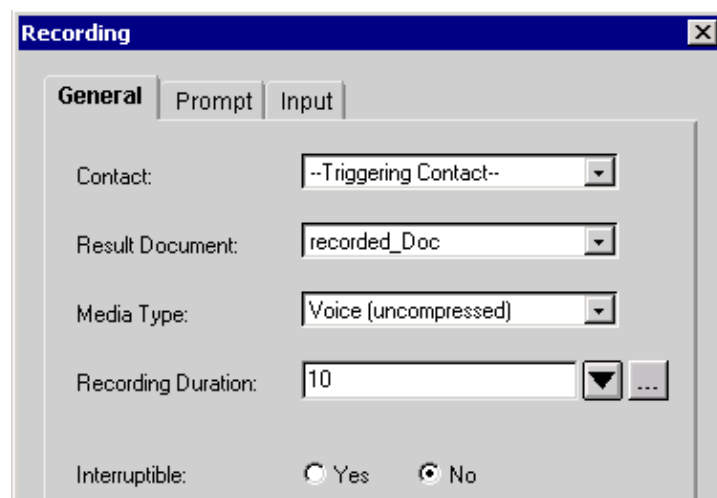 Recording
General Prompt Input
Contact: --Triggering Contact--
Result Document: recorded_Doc
Media Type: Voice (uncompressed)
Recording Duration: 10 ...
Interruptible: Yes No